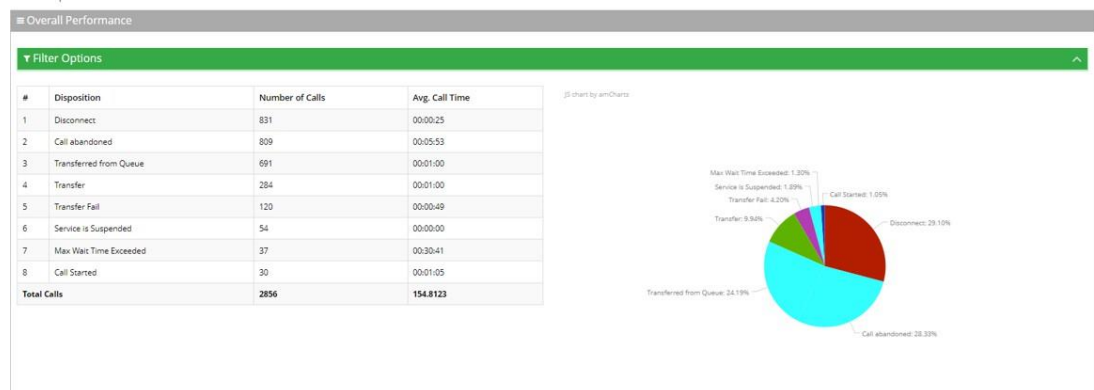 Overall Performance
Filter Options
# Disposition Number of Calls Avg. Call Time
1 Disconnect 831 00:00:25
2 Call abandoned 809 00:05:53
3 Transferred from Queue 691 00:01:00
4 Transfer 284 00:01:00
5 Transfer Fail 120 00:00:49
6 Service is Suspended 54 00:00:00
7 Max Wait Time Exceeded 37 00:30:41
8 Call Started 30 00:01:05
Total Calls 2856 154.8123
JS chart by amCharts
Max Wait Time Exceeded: 1.30%
Service is Suspended: 1.89%
Call Started: 1.05%
Transfer Fail: 4.20%
Transfer: 9.94%
Disconnect: 29.10%
Transferred from Queue: 24.19%
Call abandoned: 28.33%